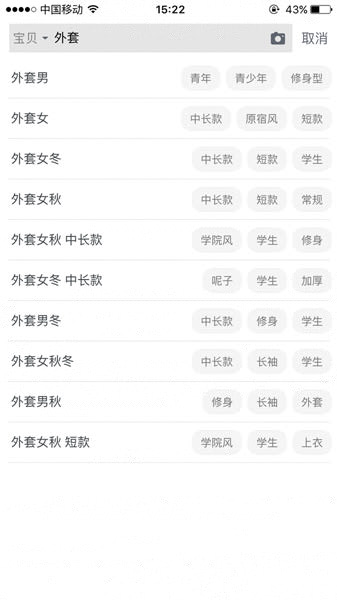 中国移动 15:22 43%
宝贝 外套 取消
外套男 青年 青少年 修身型
外套女 中长款 原宿风 短款
外套女冬 中长款 短款 学生
外套女秋 中长款 短款 常规
外套女秋 中长款 学院风 学生 修身
外套女冬 中长款 呢子 学生 加厚
外套男冬 中长款 修身 学生
外套女秋冬 中长款 长袖 学生
外套男秋 修身 长袖 外套
外套女秋 短款 学院风 学生 上衣